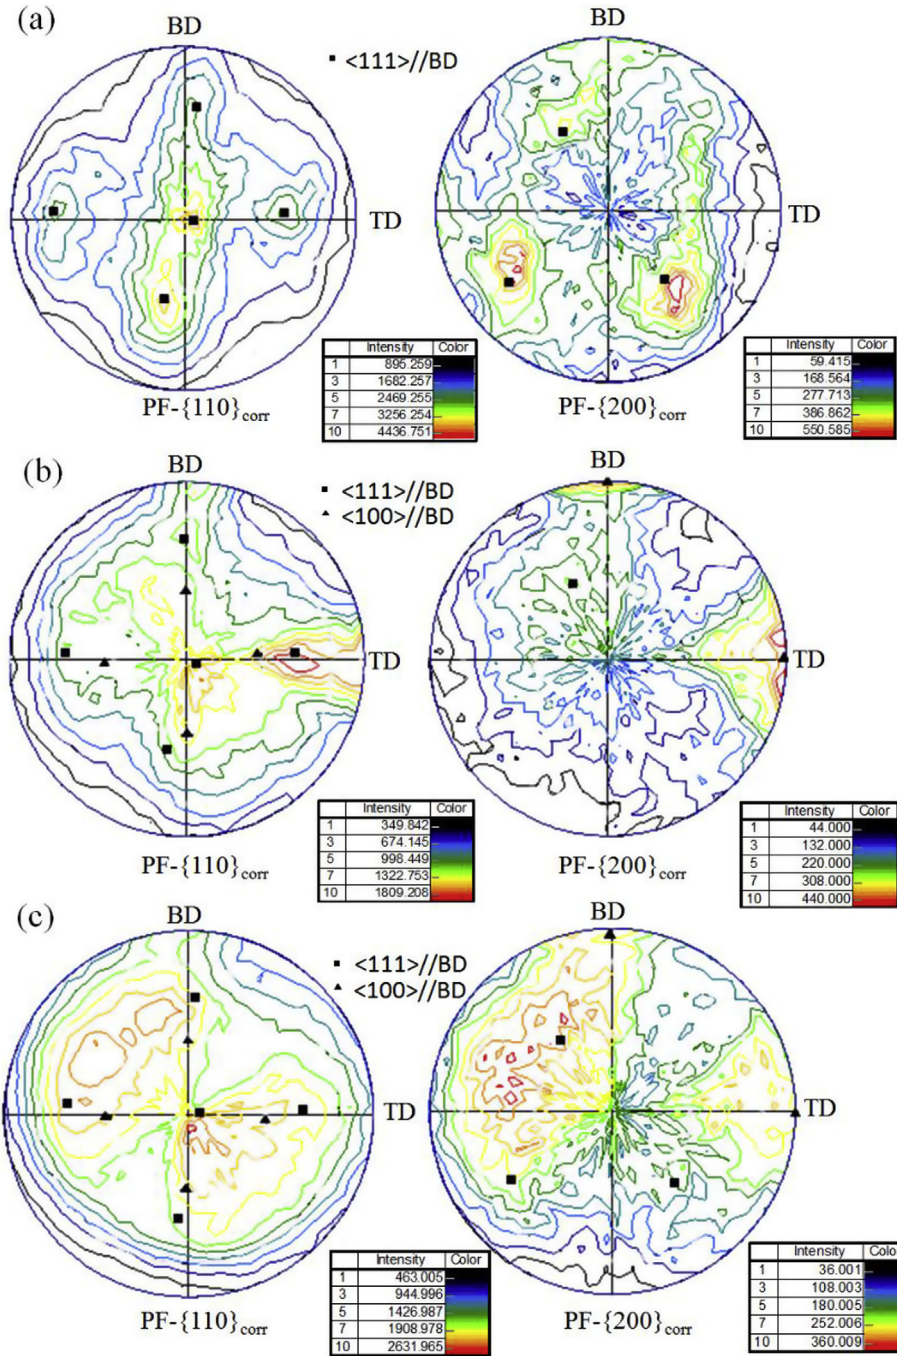 (a)
BD
BD
<111>//BD
TD
TD
Intensity Color
1 895.259
3 1682.257
5 2469.255
7 3256.254
10 4436.751
Intensity Color
1 59.415
3 168.564
5 277.713
7 386.862
10 550.585
PF-{110}corr
PF-{200}corr
(b)
BD
BD
<111>//BD
<100>//BD
TD
TD
Intensity Color
1 349.842
3 674.145
5 998.449
7 1322.753
10 1809.208
Intensity Color
1 44.000
3 132.000
5 220.000
7 308.000
10 440.000
PF-{110}corr
PF-{200}corr
(c)
BD
BD
<111>//BD
<100>//BD
TD
TD
Intensity Color
1 463.005
3 944.996
5 1426.987
7 1908.978
10 2631.965
Intensity Colo
1 36.001
3 108.003
5 180.005
7 252.006
10 360.009
PF-{110}corr
PF-{200}corr